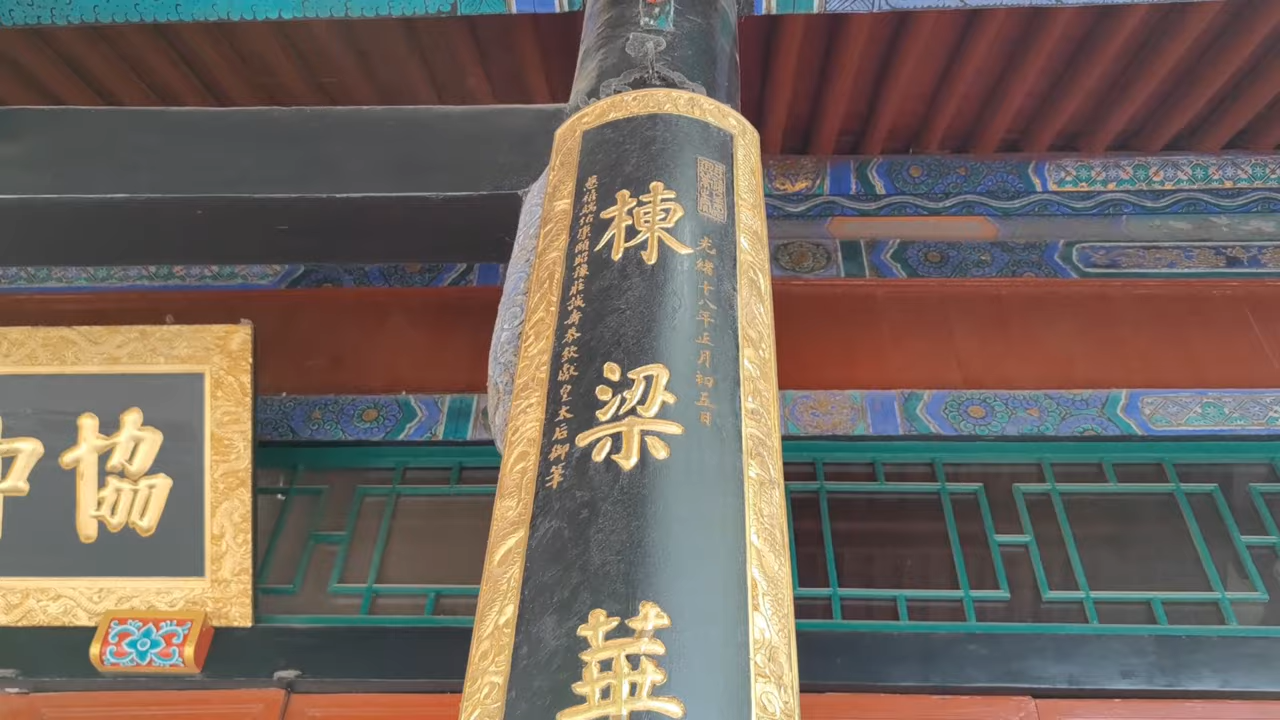 光緒十八年正月初五日
棟梁華
慈禧端佑康頤昭豫莊誠壽恭欽獻皇太后御筆
協